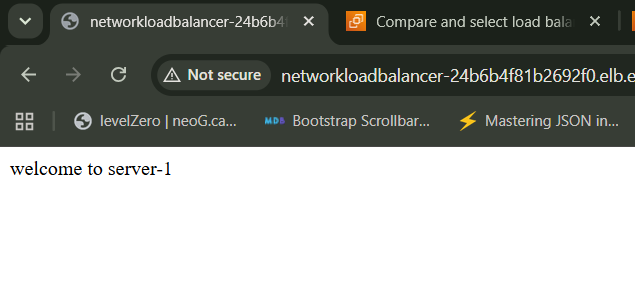 networkloadbalancer-24b6b4f
Compare and select load bala
Not secure networkloadbalancer-24b6b4f81b2692f0.elb.e
levelZero | neoG.ca... MDB Bootstrap Scrollbar... Mastering JSON in...
welcome to server-1